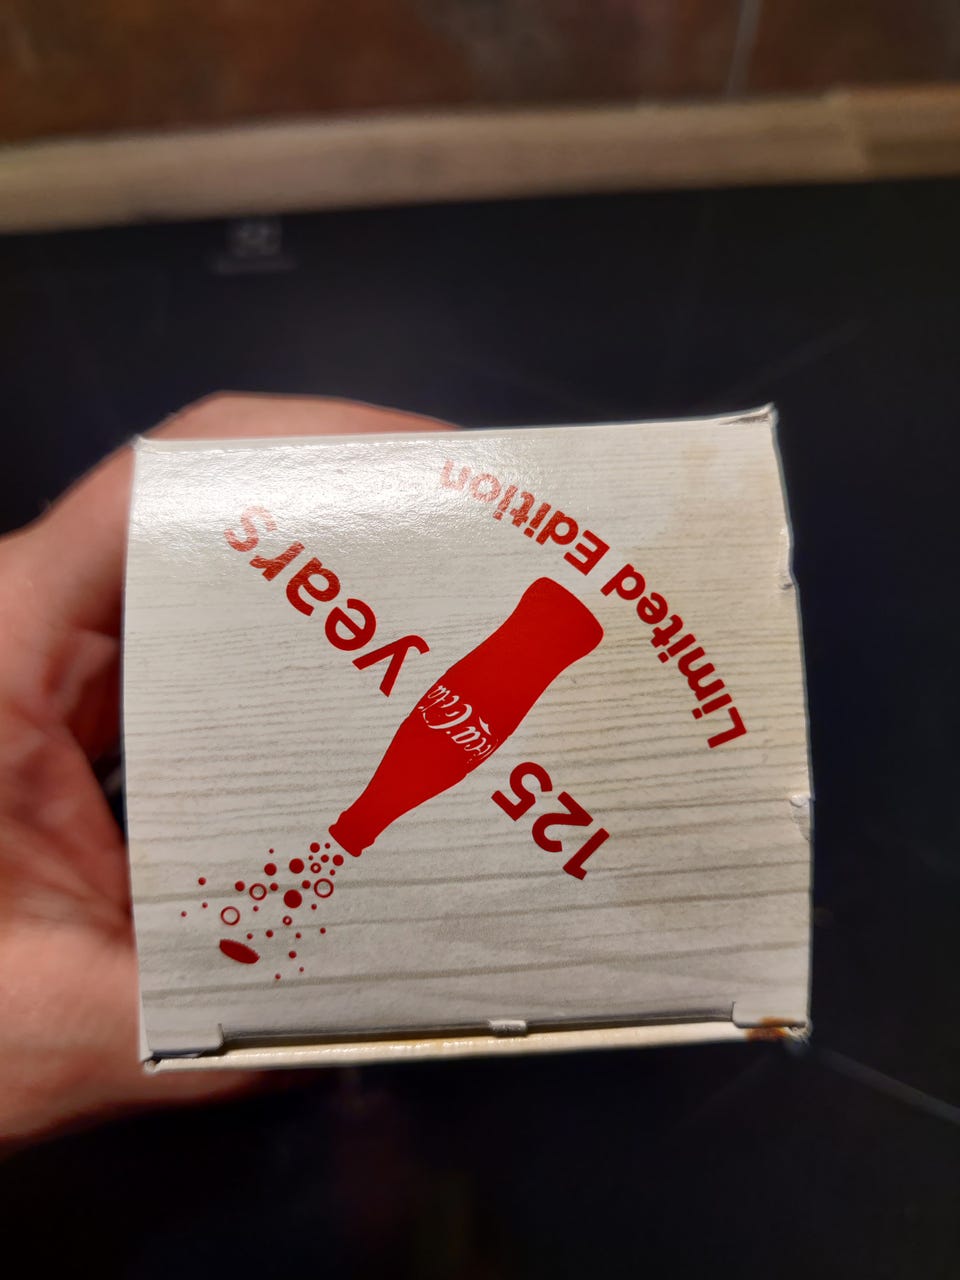 125 years
Coca-Cola
Limited Edition